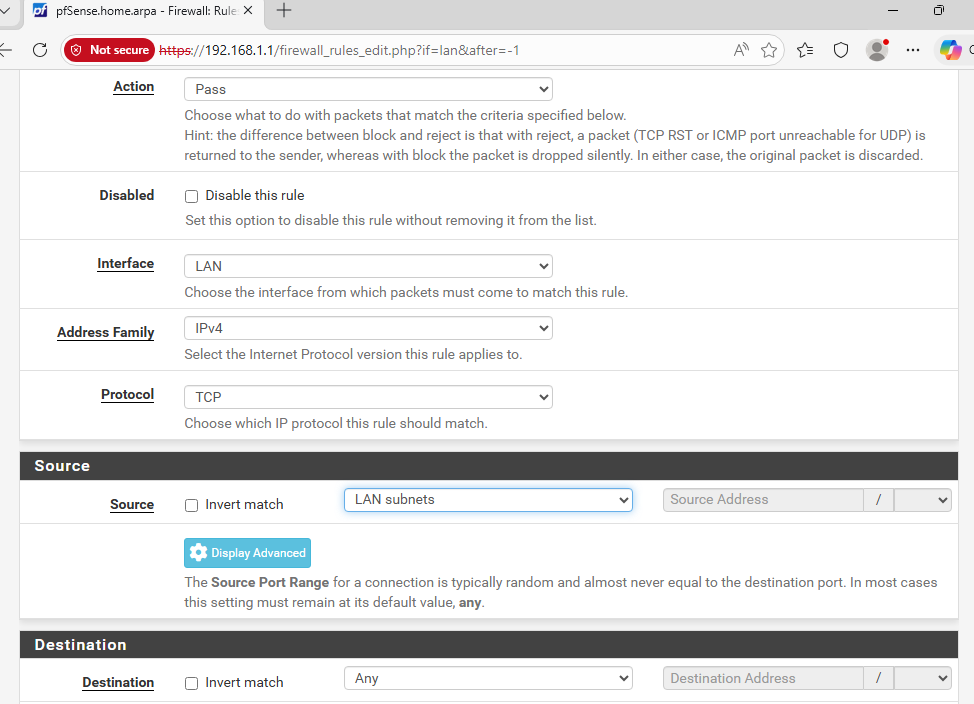 pfSense.home.arpa - Firewall: Rule
Not secure https://192.168.1.1/firewall_rules_edit.php?if=lan&after=-1
Action
Pass
Choose what to do with packets that match the criteria specified below.
Hint: the difference between block and reject is that with reject, a packet (TCP RST or ICMP port unreachable for UDP) is
returned to the sender, whereas with block the packet is dropped silently. In either case, the original packet is discarded.
Disabled
Disable this rule
Set this option to disable this rule without removing it from the list.
Interface
LAN
Choose the interface from which packets must come to match this rule.
Address Family
IPv4
Select the Internet Protocol version this rule applies to.
Protocol
TCP
Choose which IP protocol this rule should match.
Source
Source Invert match LAN subnets Source Address /
Display Advanced
The Source Port Range for a connection is typically random and almost never equal to the destination port. In most cases
this setting must remain at its default value, any.
Destination
Destination Invert match Any Destination Address /